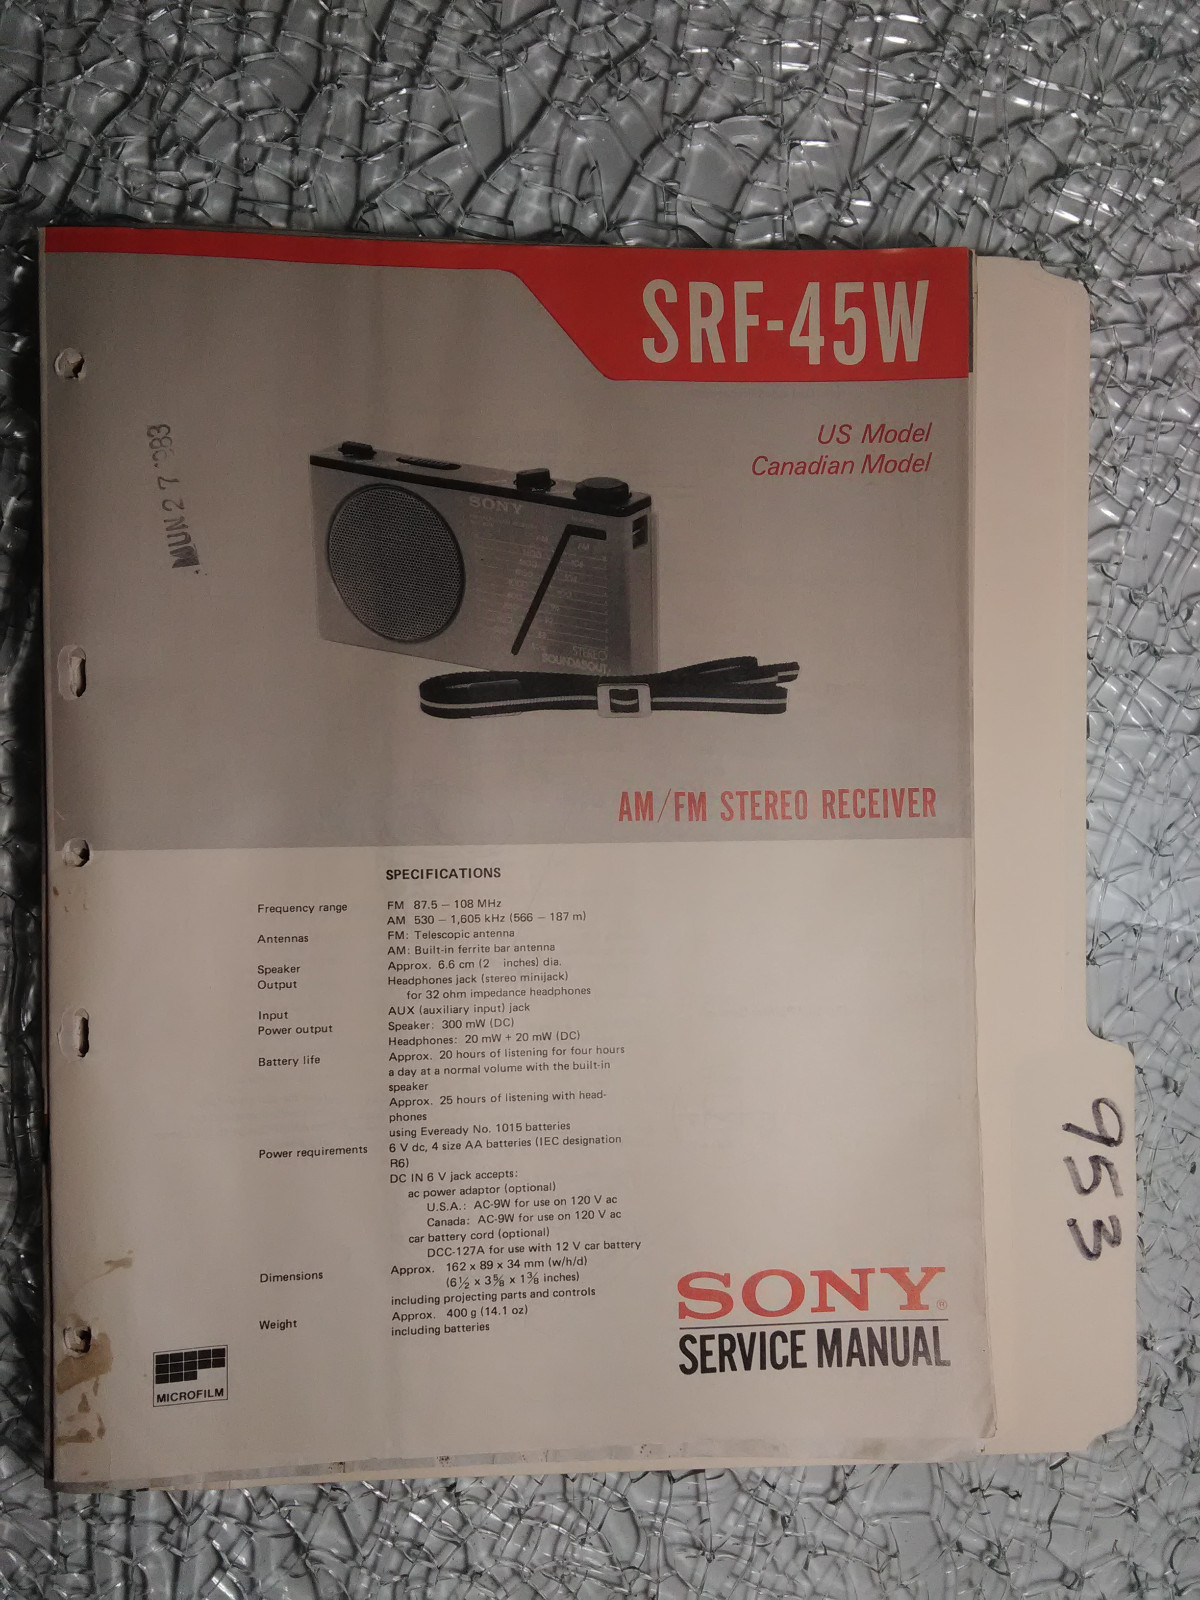 SRF-45W
US Model
Canadian Model
SONY
FM
STEREO
SOUNDABOUT
AM/FM STEREO RECEIVER
SPECIFICATIONS
Frequency range FM 87.5 – 108 MHz
AM 530 – 1,605 kHz (566 – 187 m)
Antennas FM: Telescopic antenna
AM: Built-in ferrite bar antenna
Speaker Approx. 6.6 cm (2 inches) dia.
Output Headphones jack (stereo minijack)
for 32 ohm impedance headphones
Input AUX (auxiliary input) jack
Power output Speaker: 300 mW (DC)
Headphones: 20 mW + 20 mW (DC)
Battery life Approx. 20 hours of listening for four hours
a day at a normal volume with the built-in
speaker
Approx. 25 hours of listening with head-
phones
using Eveready No. 1015 batteries
Power requirements 6 V dc, 4 size AA batteries (IEC designation
R6)
DC IN 6 V jack accepts:
ac power adaptor (optional)
U.S.A.: AC-9W for use on 120 V ac
Canada: AC-9W for use on 120 V ac
car battery cord (optional)
DCC-127A for use with 12 V car battery
Dimensions Approx. 162 x 89 x 34 mm (w/h/d)
(6½ x 3⅝ x 1⅜ inches)
including projecting parts and controls
Weight Approx. 400 g (14.1 oz)
including batteries
MICROFILM
SONY®
SERVICE MANUAL
953